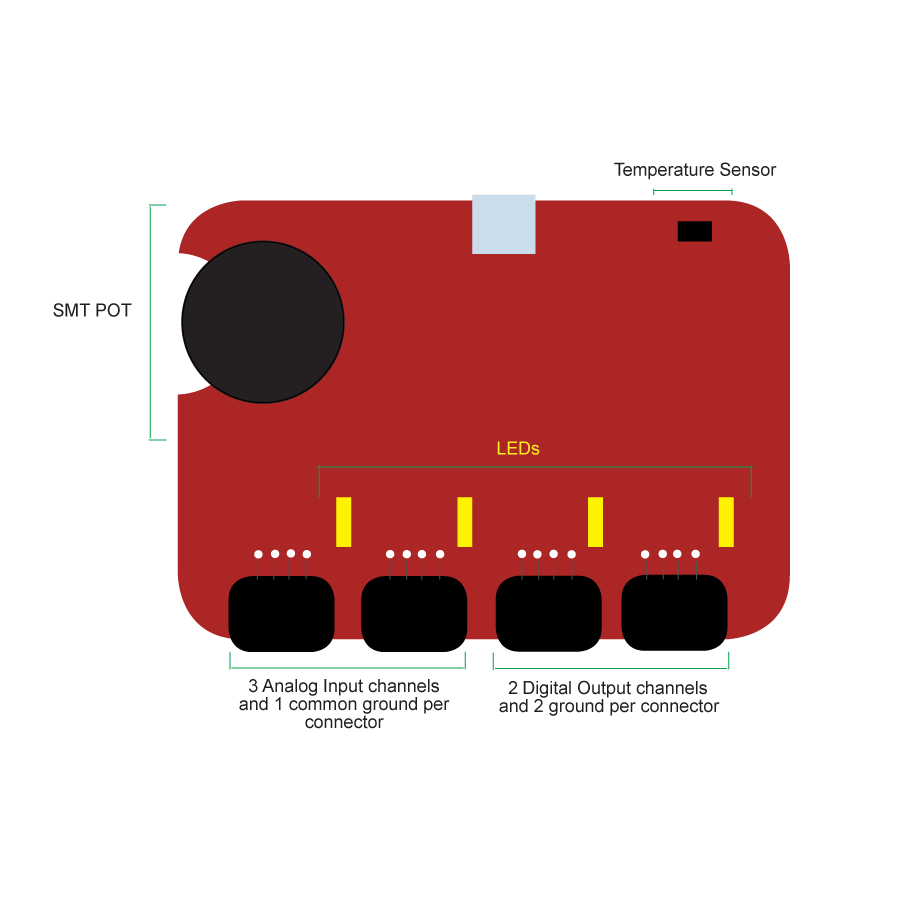 Temperature Sensor
SMT POT
LEDs
3 Analog Input channels
and 1 common ground per
connector
2 Digital Output channels
and 2 ground per connector